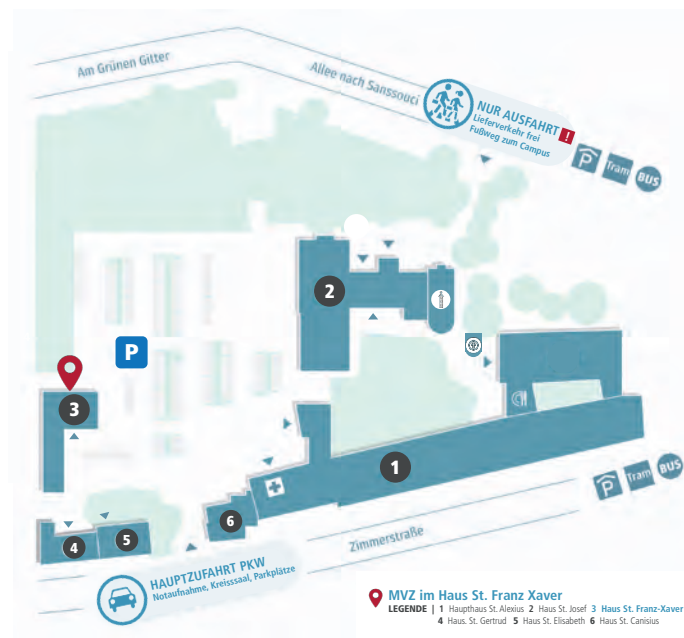 Am Grünen Gitter
Allee nach Sanssouci
NUR AUSFAHRT !
Lieferverkehr frei
Fußweg zum Campus
P
Tram
BUS
2
P
3
1
6
5
4
P
Tram
BUS
Zimmerstraße
HAUPTZUFAHRT PKW
Notaufnahme, Kreisssaal, Parkplätze
MVZ im Haus St. Franz Xaver
LEGENDE | 1 Haupthaus St. Alexius 2 Haus St. Josef 3 Haus St. Franz-Xaver
4 Haus. St. Gertrud 5 Haus St. Elisabeth 6 Haus St. Canisius